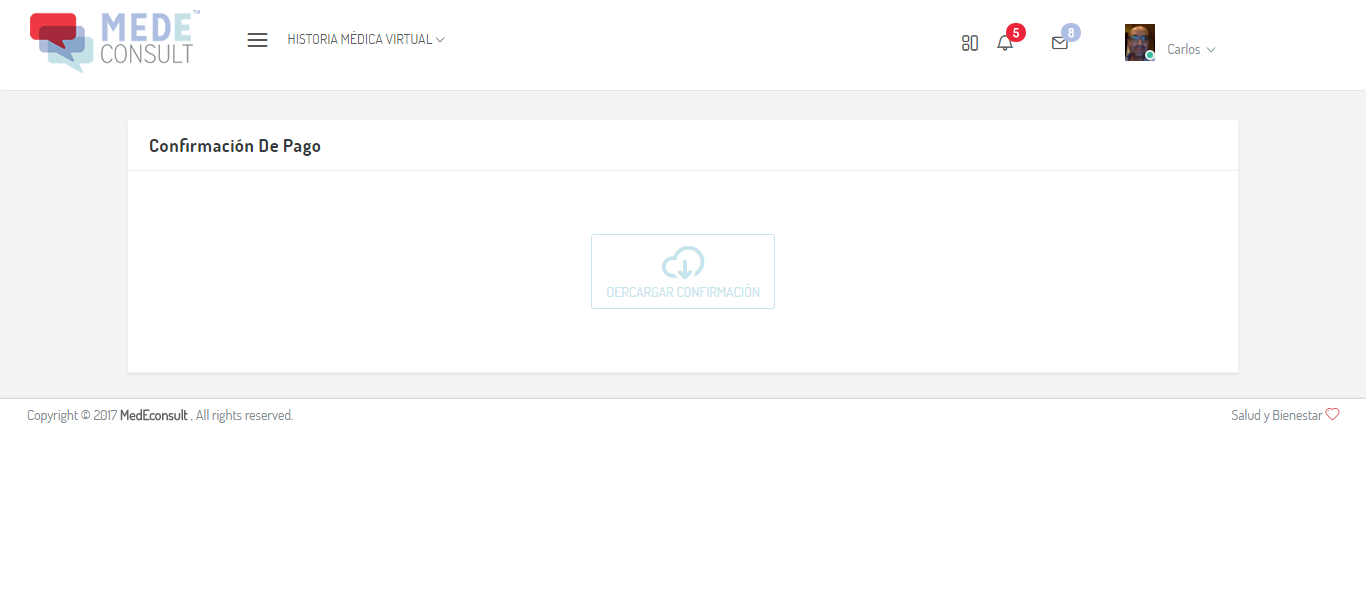 MEDE™
CONSULT
HISTORIA MÉDICA VIRTUAL
5
8
Carlos
Confirmación De Pago
DERCARGAR CONFIRMACIÓN
Copyright © 2017 MedEconsult , All rights reserved.
Salud y Bienestar